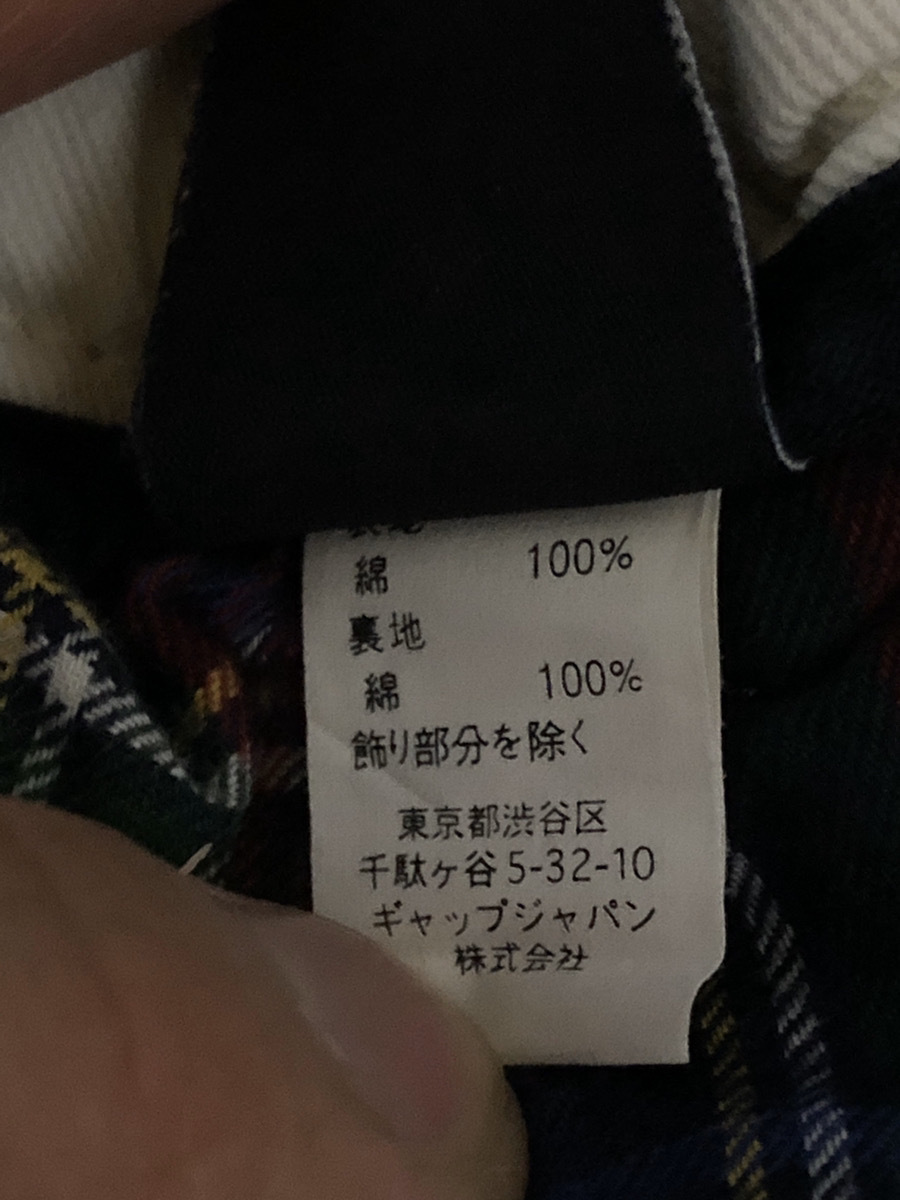 綿 100%
裏地
綿 100%
飾り部分を除く
東京都渋谷区
千駄ヶ谷5-32-10
ギャップジャパン
株式会社